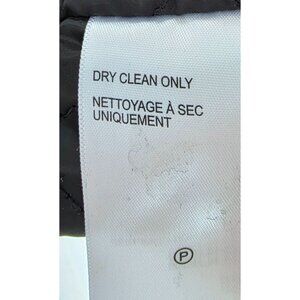 DRY CLEAN ONLY
NETTOYAGE À SEC
UNIQUEMENT
P